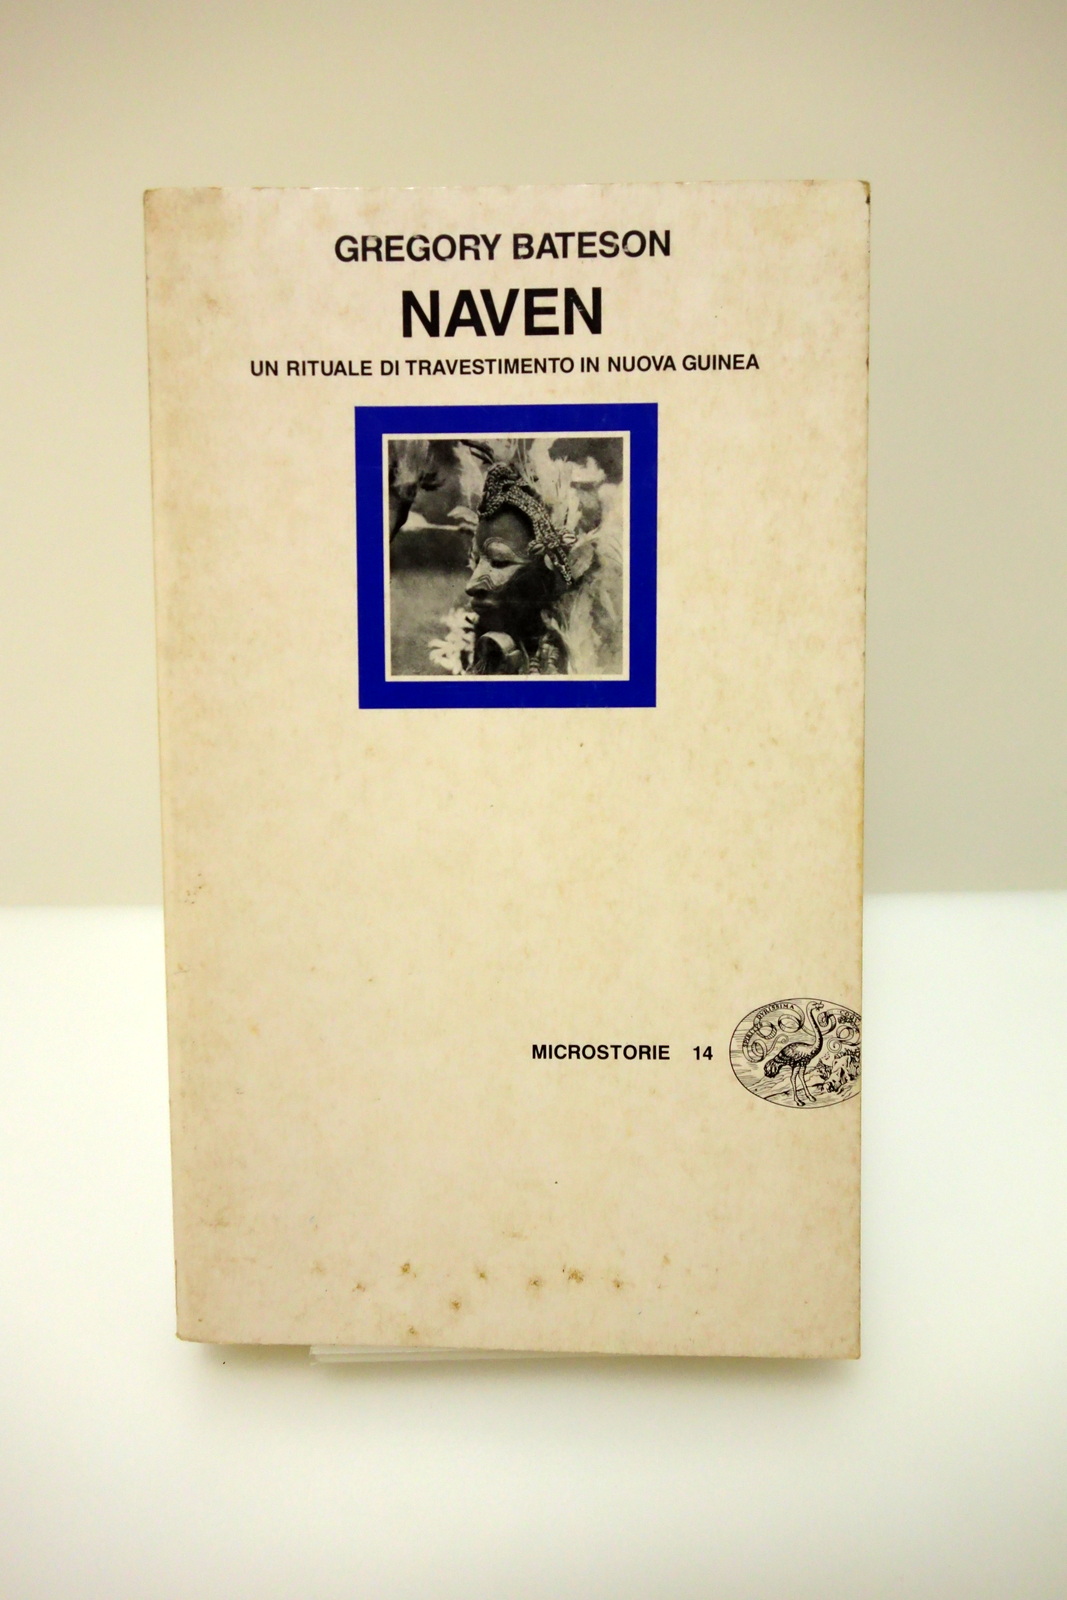 GREGORY BATESON
NAVEN
UN RITUALE DI TRAVESTIMENTO IN NUOVA GUINEA
MICROSTORIE 14